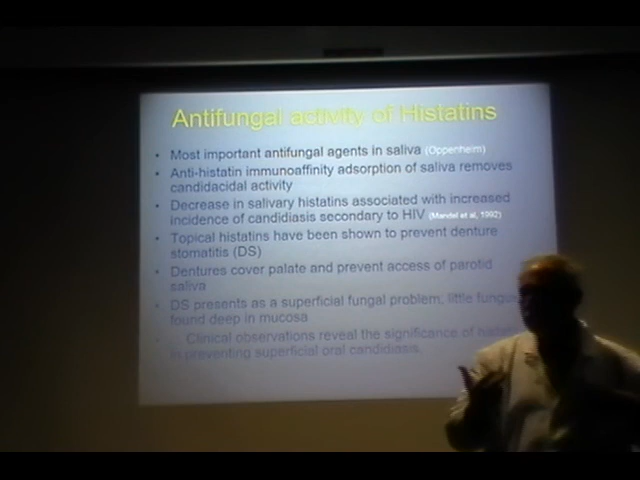 Antifungal activity of Histatins
• Most important antifungal agents in saliva (Oppenheim)
• Anti-histatin immunoaffinity adsorption of saliva removes
candidacidal activity
• Decrease in salivary histatins associated with increased
incidence of candidiasis secondary to HIV (Mandel et al, 1992)
• Topical histatins have been shown to prevent denture
stomatitis (DS)
• Dentures cover palate and prevent access of parotid
saliva
• DS presents as a superficial fungal problem; little
found deep in mucosa
• Clinical observations reveal the significance of
in preventing superficial oral candidiasis.